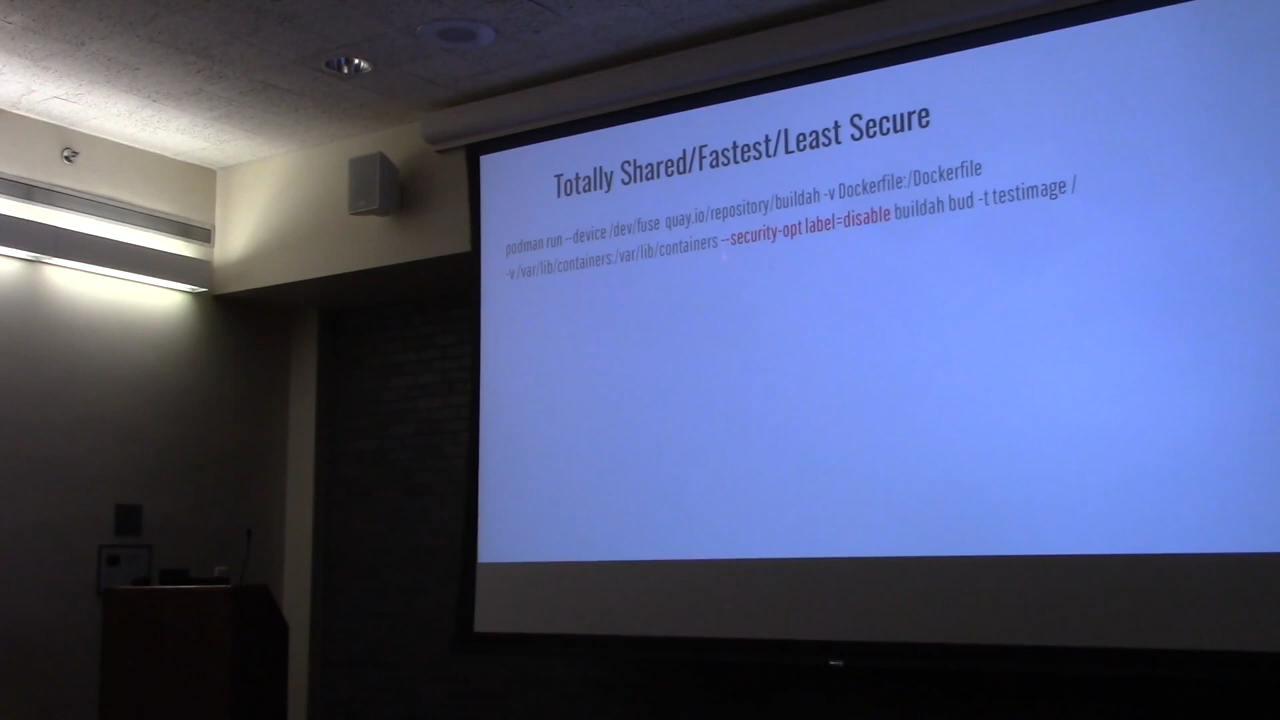 Totally Shared/Fastest/Least Secure
podman run --device /dev/fuse quay.io/repository/buildah -v Dockerfile:/Dockerfile
-v /var/lib/containers:/var/lib/containers --security-opt label=disable buildah bud -t testimage /